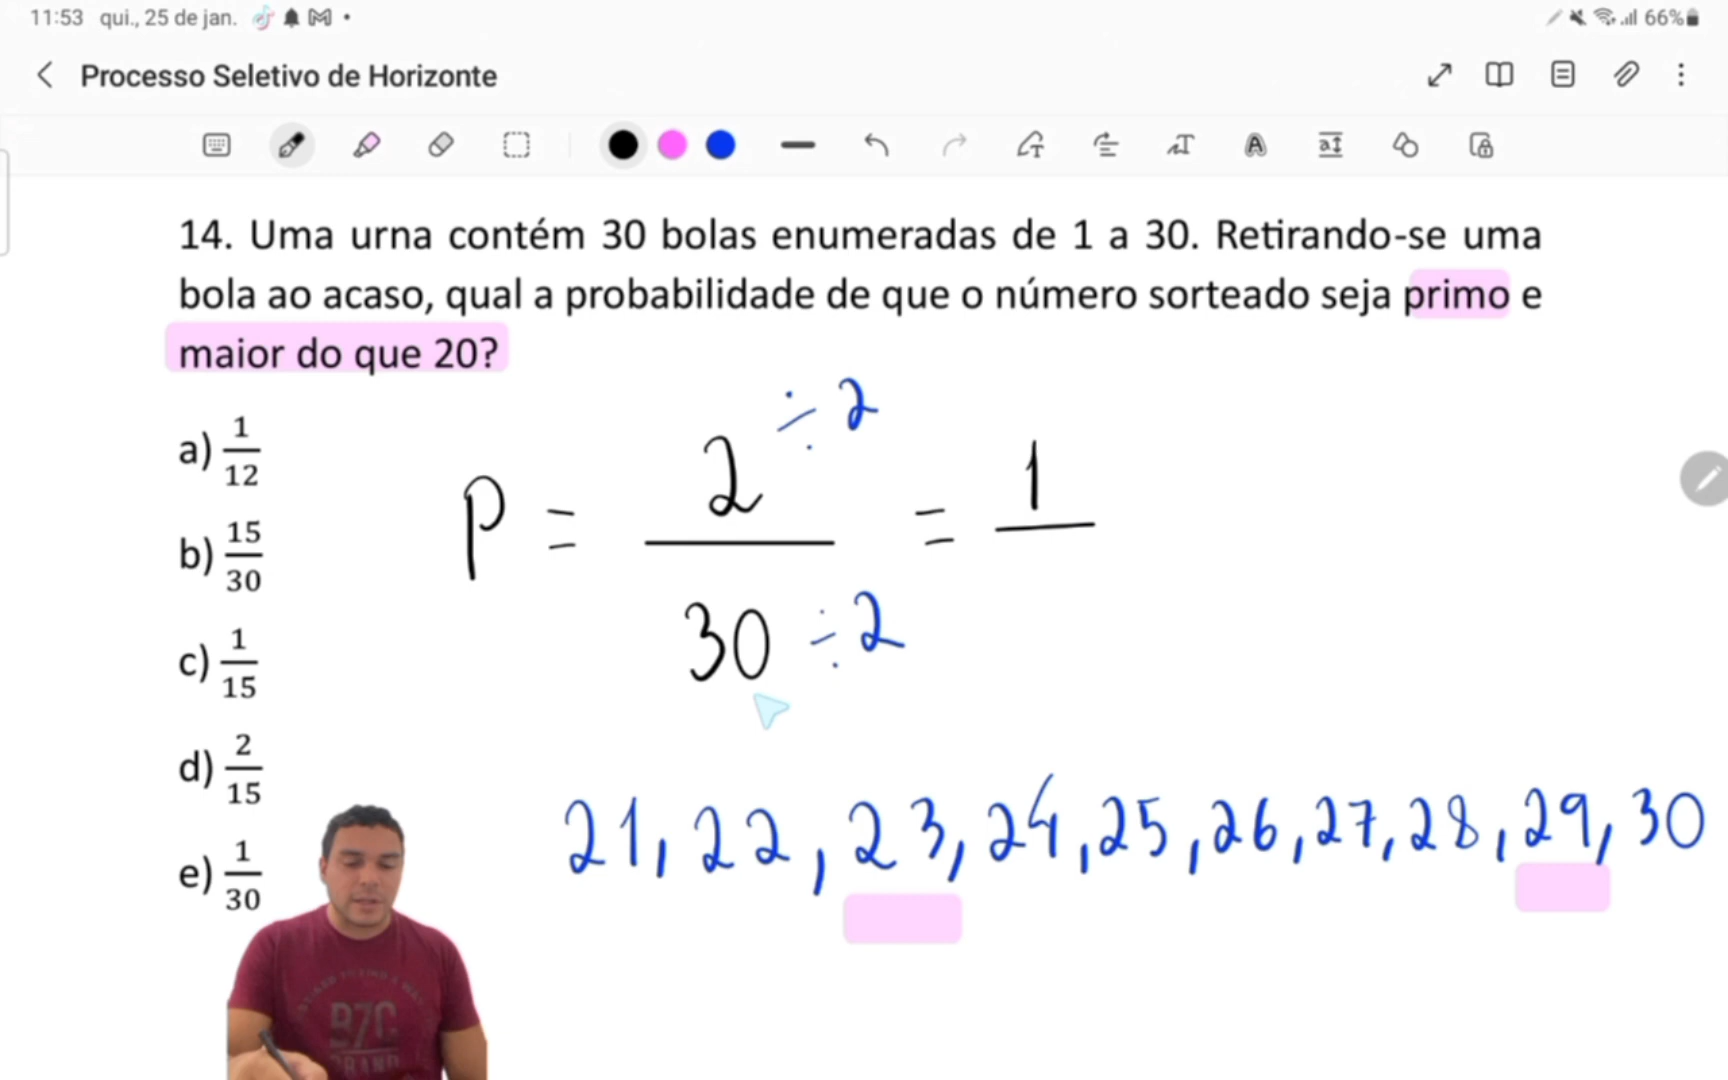 11:53 qui., 25 de jan.
66%
Processo Seletivo de Horizonte
14. Uma urna contém 30 bolas enumeradas de 1 a 30. Retirando-se uma
bola ao acaso, qual a probabilidade de que o número sorteado seja primo e
maior do que 20?
a) 1/12
b) 15/30
c) 1/15
d) 2/15
e) 1/30
P = 2 ÷ 2 / 30 ÷ 2 = 1
21, 22, 23, 24, 25, 26, 27, 28, 29, 30
B7C
BRAND